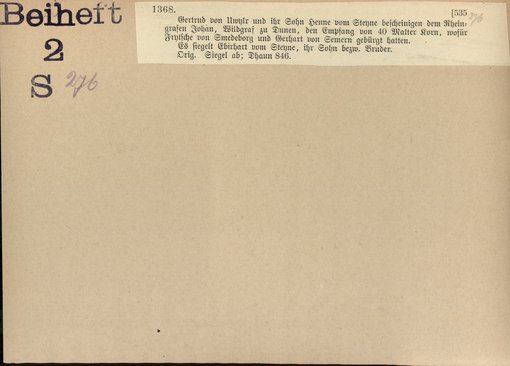 Beiheft
2
S 276
1368. [535
76
Gertrud von Unule und ihr Sohn Henne vom Steyne bescheinigen dem Rhein-
grafen Johan, Wildgraf zu Dunen, den Empfang von 40 Malter Korn, wofür
Frytsche von Smedeborg und Gerhart von Semern gebürgt hatten.
Es siegelt Ebirhart vom Steyne, ihr Sohn bezw. Bruder.
Orig. Siegel ab; Dhaun 846.